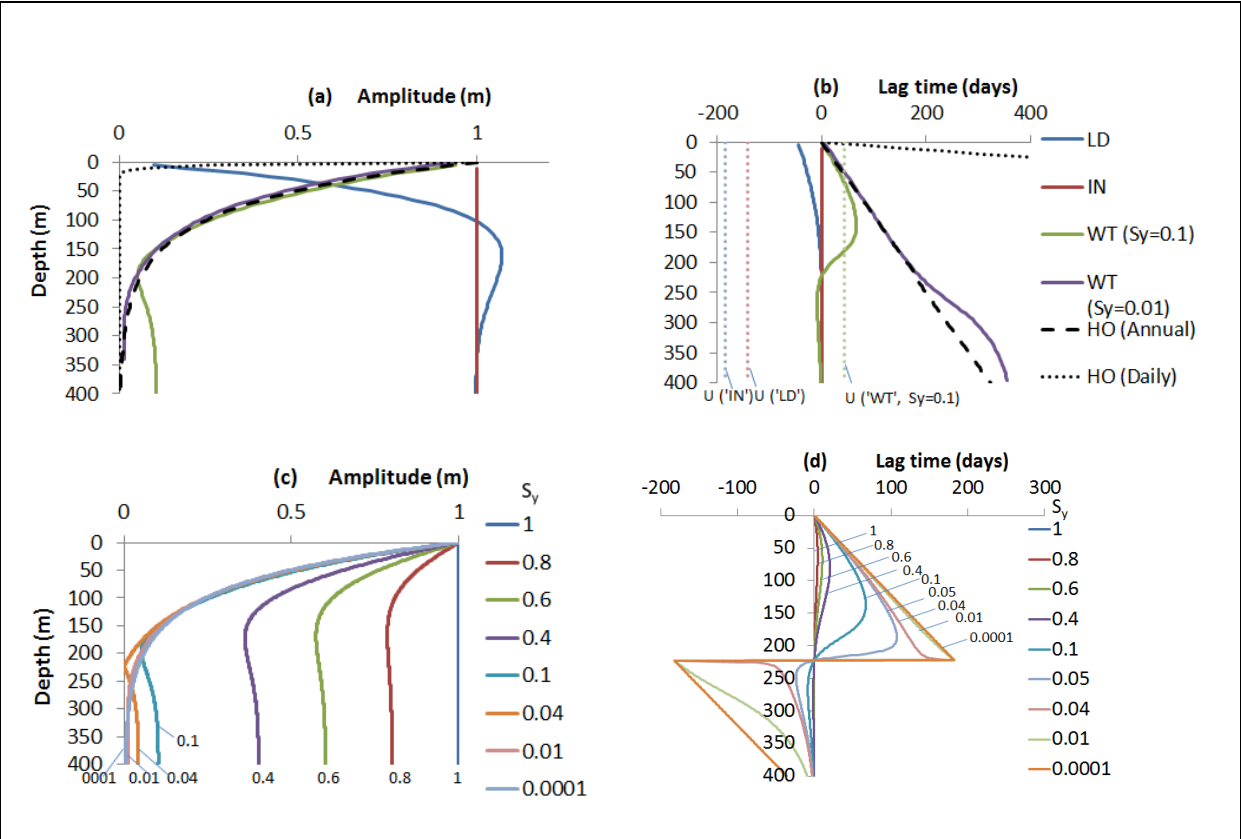 (a) Amplitude (m)
0 0.5 1
Depth (m)
0
50
100
150
200
250
300
350
400
(b) Lag time (days)
-200 0 200 400
0
50
100
150
200
250
300
350
400
U ('IN')
U ('LD')
U ('WT', Sy=0.1)
LD
IN
WT (Sy=0.1)
WT
(Sy=0.01)
HO (Annual)
HO (Daily)
(c) Amplitude (m)
0 0.5 1
Depth (m)
0
50
100
150
200
250
300
350
400
0.1
0001 0.01 0.04 0.4 0.6 0.8 1
Sy
1
0.8
0.6
0.4
0.1
0.04
0.01
0.0001
(d) Lag time (days)
-200 -100 0 100 200 300
0
50
100
150
200
250
300
350
400
1
0.8
0.6
0.4
0.1
0.05
0.04
0.01
0.0001
Sy
1
0.8
0.6
0.4
0.1
0.05
0.04
0.01
0.0001